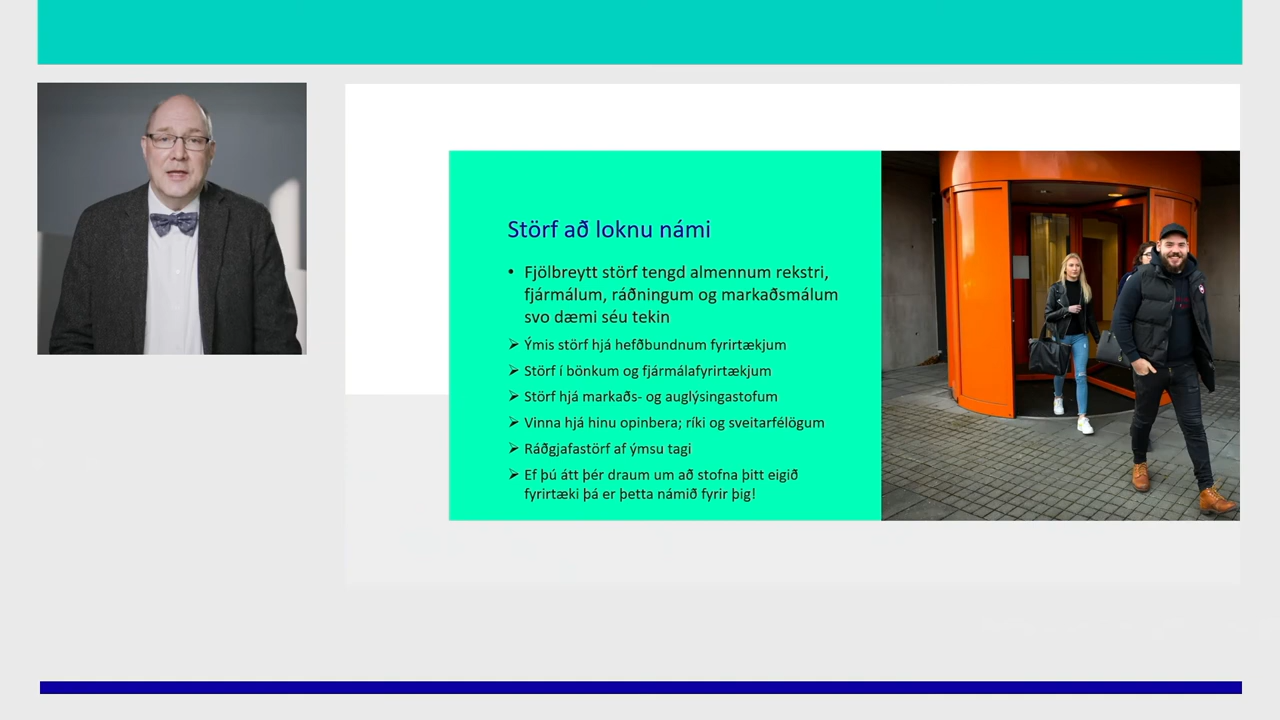 Störf að loknu námi
• Fjölbreytt störf tengd almennum rekstri,
fjármálum, ráðningum og markaðsmálum
svo dæmi séu tekin
➢ Ýmis störf hjá hefðbundnum fyrirtækjum
➢ Störf í bönkum og fjármálafyrirtækjum
➢ Störf hjá markaðs- og auglýsingastofum
➢ Vinna hjá hinu opinbera; ríki og sveitarfélögum
➢ Ráðgjafastörf af ýmsu tagi
➢ Ef þú átt þér draum um að stofna þitt eigið
fyrirtæki þá er þetta námið fyrir þig!